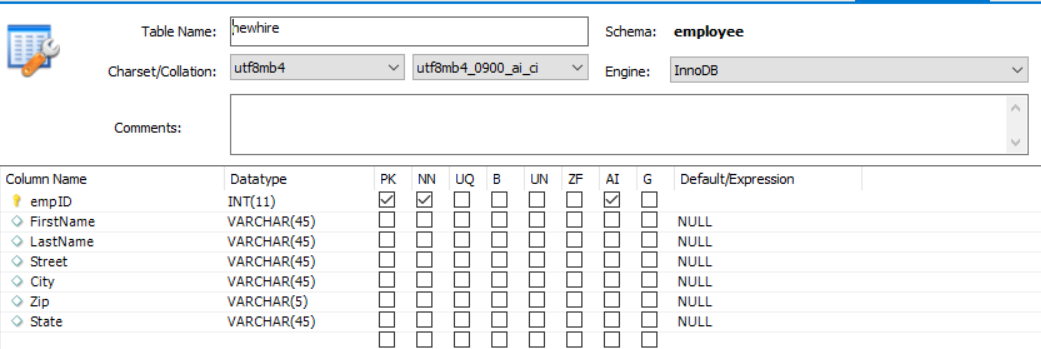 Table Name: newhire Schema: employee
Charset/Collation: utf8mb4 utf8mb4_0900_ai_ci Engine: InnoDB
Comments:
Column Name Datatype PK NN UQ B UN ZF AI G Default/Expression
empID INT(11)
FirstName VARCHAR(45) NULL
LastName VARCHAR(45) NULL
Street VARCHAR(45) NULL
City VARCHAR(45) NULL
Zip VARCHAR(5) NULL
State VARCHAR(45) NULL